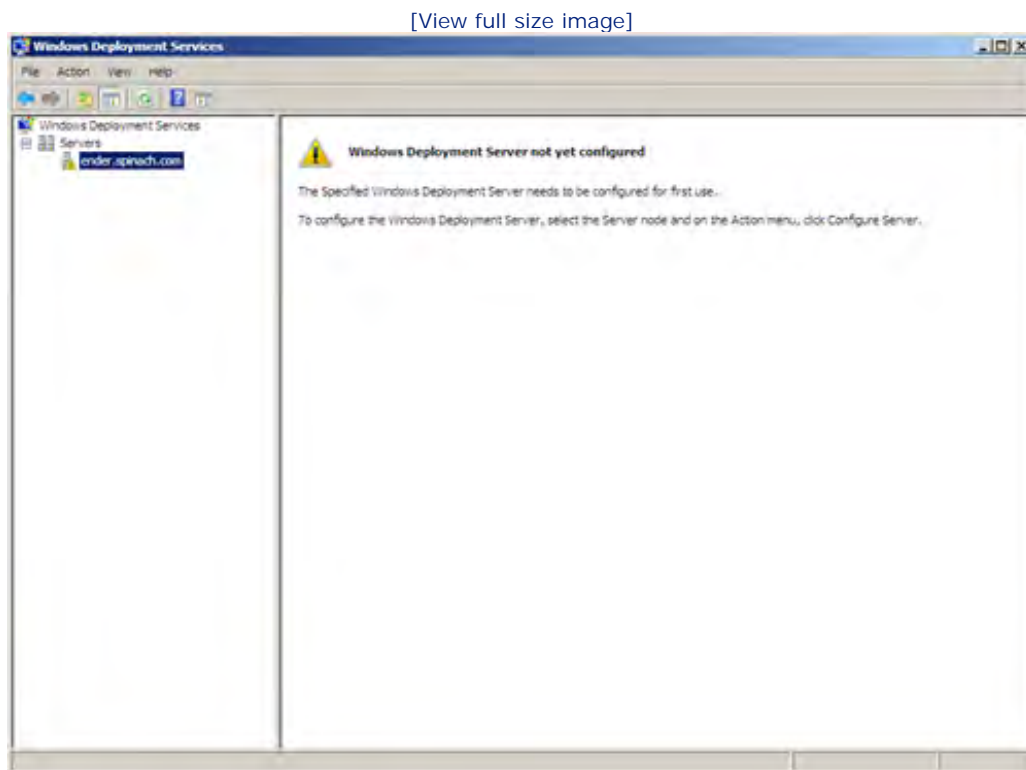 [View full size image]
Windows Deployment Services
File Action View Help
Windows Deployment Services
Servers
ender.spinach.com
Windows Deployment Server not yet configured
The Specified Windows Deployment Server needs to be configured for first use.
To configure the Windows Deployment Server, select the Server node and on the Action menu, click Configure Server.